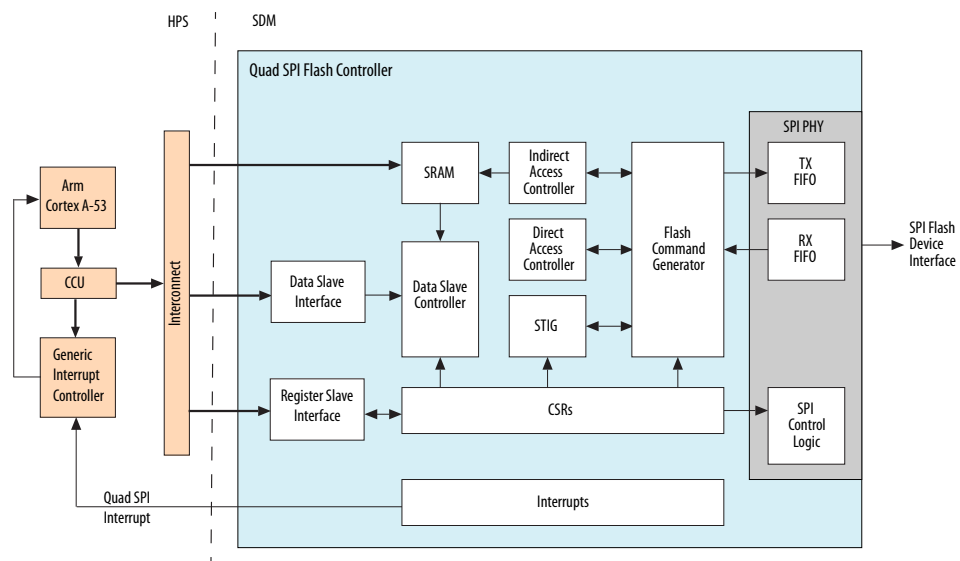 HPS
SDM
Quad SPI Flash Controller
SPI PHY
Arm
Cortex A-53
CCU
Generic
Interrupt
Controller
Interconnect
SRAM
Indirect
Access
Controller
Direct
Access
Controller
Flash
Command
Generator
TX
FIFO
RX
FIFO
SPI Flash
Device
Interface
Data Slave
Interface
Data Slave
Controller
STIG
Register Slave
Interface
CSRs
SPI
Control
Logic
Quad SPI
Interrupt
Interrupts